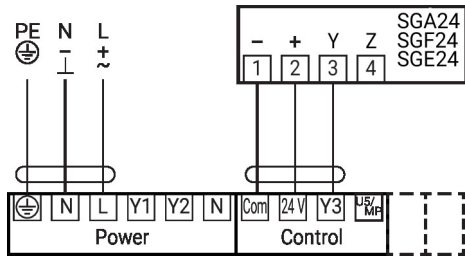 PE N L
– +
~
SGA24
SGF24
SGE24
– + Y Z
1 2 3 4
N L Y1 Y2 N Com 24 V Y3 U5/
MP
Power Control